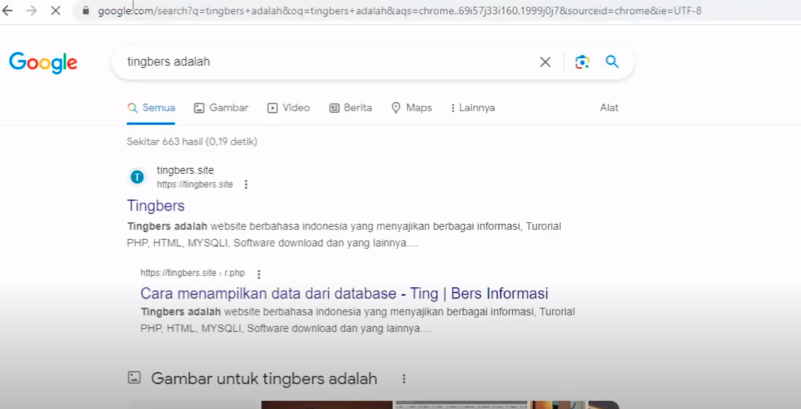 google.com/search?q=tingbers+adalah&oq=tingbers+adalah&aqs=chrome..69i57j33i160.1999j0j7&sourceid=chrome&ie=UTF-8
Google
tingbers adalah
Semua Gambar Video Berita Maps Lainnya Alat
Sekitar 663 hasil (0,19 detik)
T
tingbers.site
https://tingbers.site
Tingbers
Tingbers adalah website berbahasa indonesia yang menyajikan berbagai informasi, Turorial
PHP, HTML, MYSQLI, Software download dan yang lainnya....
https://tingbers.site › r.php
Cara menampilkan data dari database - Ting | Bers Informasi
Tingbers adalah website berbahasa indonesia yang menyajikan berbagai informasi, Turorial
PHP, HTML, MYSQLI, Software download dan yang lainnya....
Gambar untuk tingbers adalah